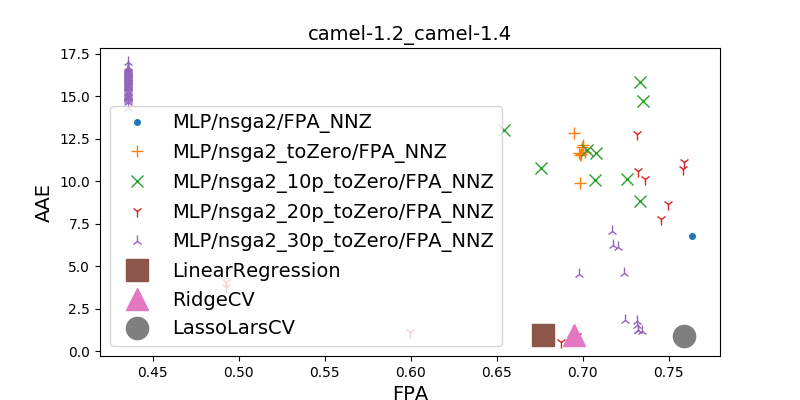 camel-1.2_camel-1.4
17.5
15.0
12.5
10.0
7.5
5.0
2.5
0.0
AAE
MLP/nsga2/FPA_NNZ
MLP/nsga2_toZero/FPA_NNZ
MLP/nsga2_10p_toZero/FPA_NNZ
MLP/nsga2_20p_toZero/FPA_NNZ
MLP/nsga2_30p_toZero/FPA_NNZ
LinearRegression
RidgeCV
LassoLarsCV
0.45 0.50 0.55 0.60 0.65 0.70 0.75
FPA